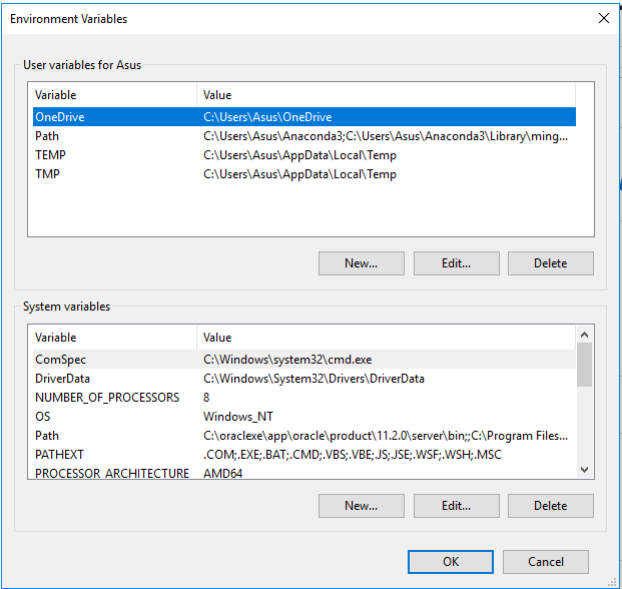 Environment Variables
User variables for Asus
Variable Value
OneDrive C:\Users\Asus\OneDrive
Path C:\Users\Asus\Anaconda3;C:\Users\Asus\Anaconda3\Library\ming...
TEMP C:\Users\Asus\AppData\Local\Temp
TMP C:\Users\Asus\AppData\Local\Temp
New... Edit... Delete
System variables
Variable Value
ComSpec C:\Windows\system32\cmd.exe
DriverData C:\Windows\System32\Drivers\DriverData
NUMBER_OF_PROCESSORS 8
OS Windows_NT
Path C:\oraclexe\app\oracle\product\11.2.0\server\bin;;C:\Program Files...
PATHEXT .COM;.EXE;.BAT;.CMD;.VBS;.VBE;.JS;.JSE;.WSF;.WSH;.MSC
PROCESSOR_ARCHITECTURE AMD64
New... Edit... Delete
OK Cancel